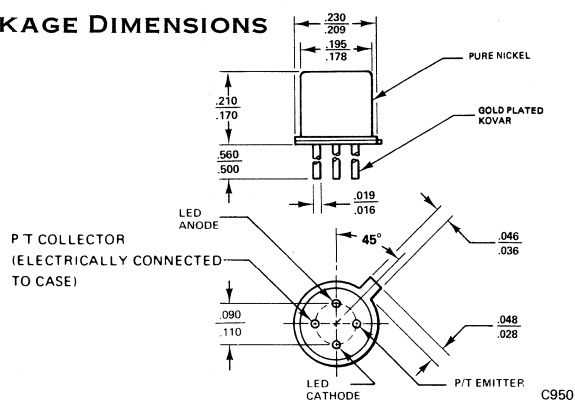 KAGE DIMENSIONS
.230
.209
.195
.178
PURE NICKEL
.210
.170
GOLD PLATED
KOVAR
.560
.500
.019
.016
LED
ANODE
45°
.046
.036
P T COLLECTOR
(ELECTRICALLY CONNECTED
TO CASE)
.090
.110
.048
.028
LED
CATHODE
P/T EMITTER
C950